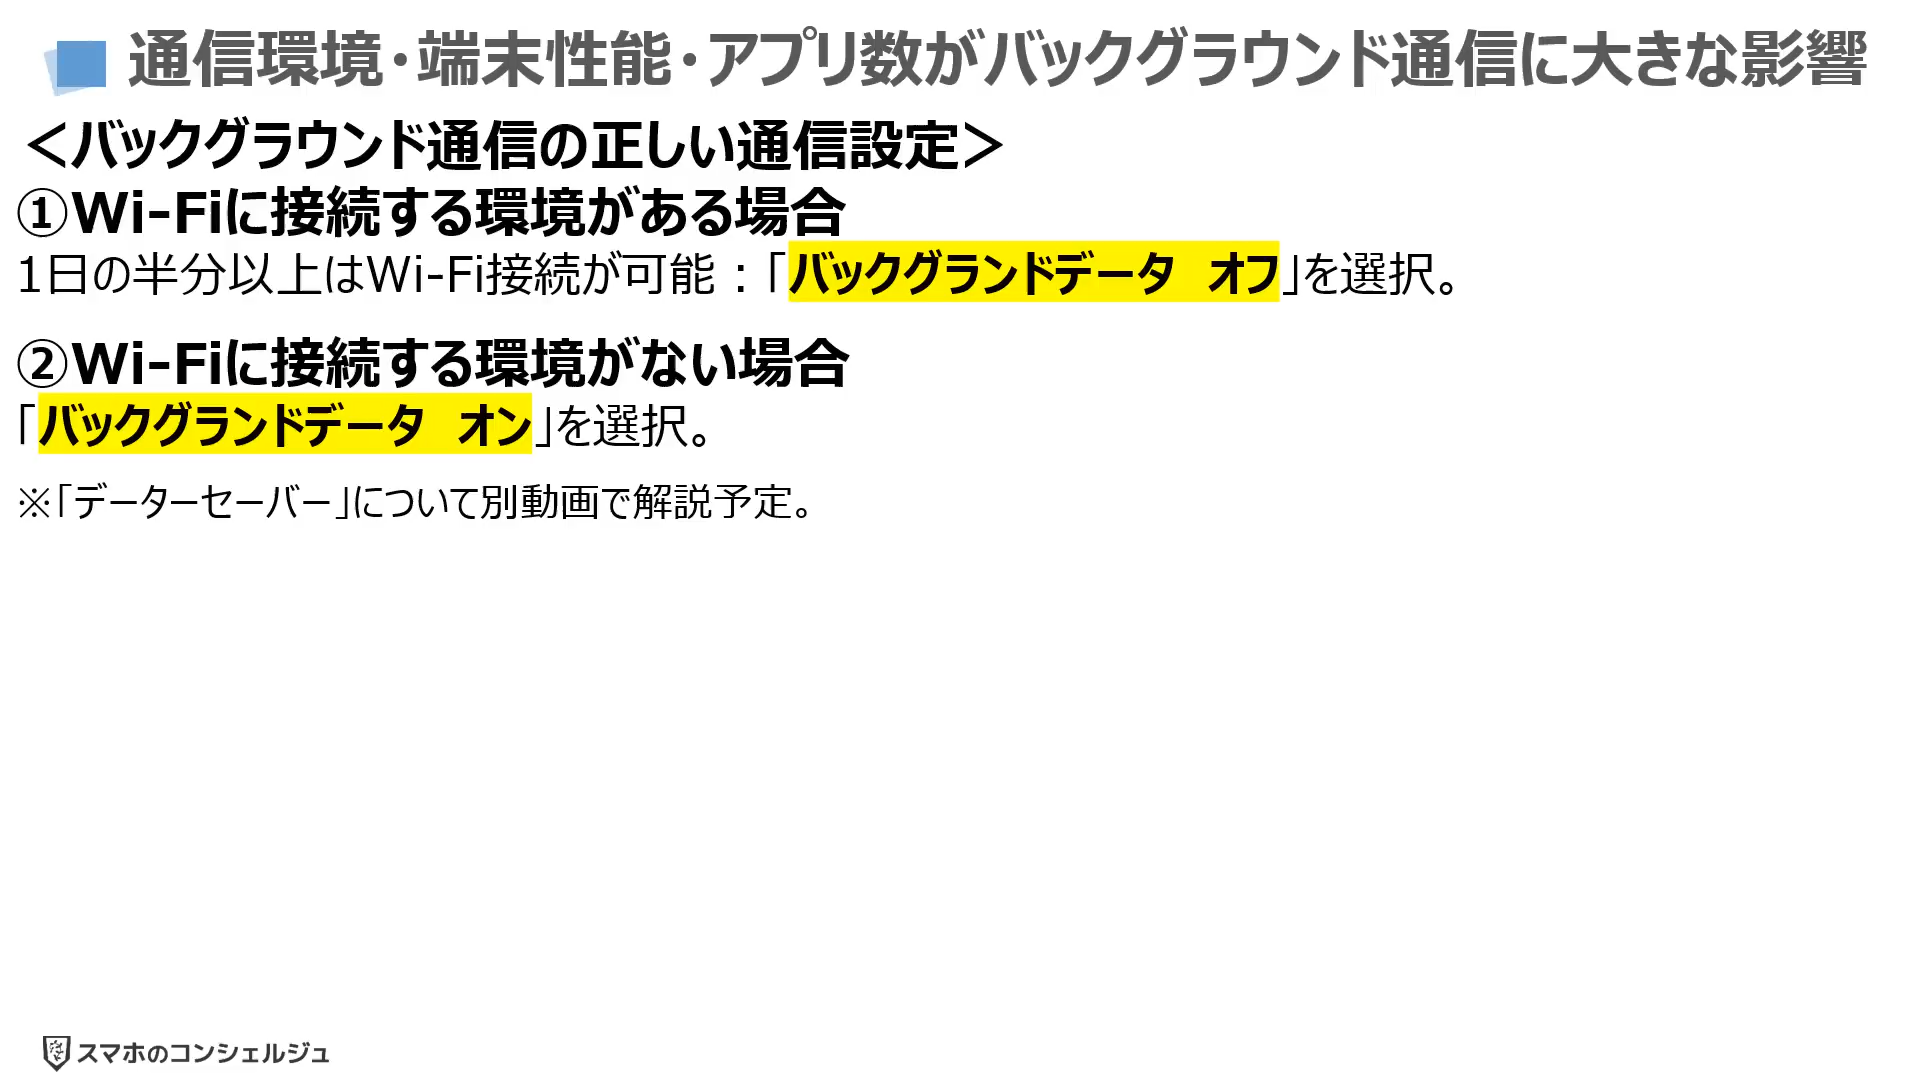 通信環境・端末性能・アプリ数がバックグラウンド通信に大きな影響
＜バックグラウンド通信の正しい通信設定＞
①Wi-Fiに接続する環境がある場合
1日の半分以上はWi-Fi接続が可能：「バックグランドデータ　オフ」を選択。
②Wi-Fiに接続する環境がない場合
「バックグランドデータ　オン」を選択。
※「データーセーバー」について別動画で解説予定。
スマホのコンシェルジュ